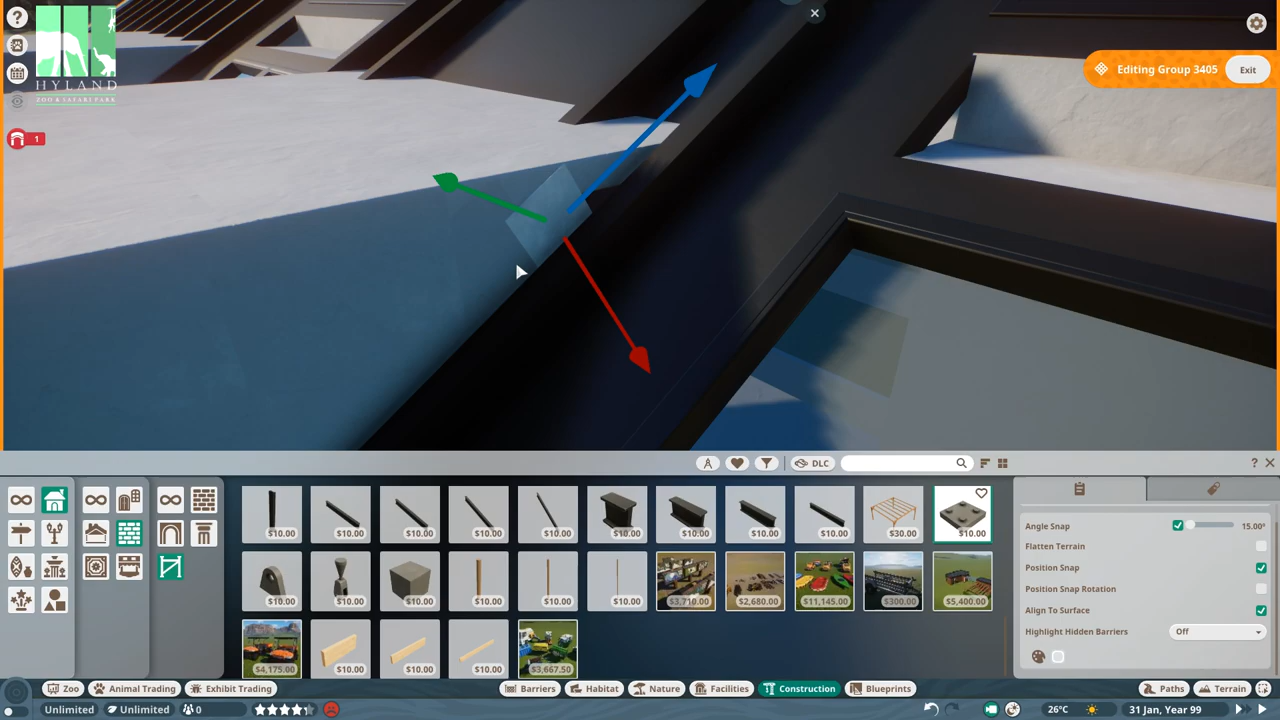 HYLAND
ZOO & SAFARI PARK
1
Editing Group 3405
Exit
DLC
$10.00 $10.00 $10.00 $10.00 $10.00 $10.00 $10.00 $10.00 $10.00 $30.00 $10.00
$10.00 $10.00 $10.00 $10.00 $10.00 $10.00 $3,710.00 $2,680.00 $11,145.00 $300.00 $5,400.00
$4,175.00 $10.00 $10.00 $10.00 $3,667.50
Angle Snap 15.00°
Flatten Terrain
Position Snap
Position Snap Rotation
Align To Surface
Highlight Hidden Barriers Off
Zoo Animal Trading Exhibit Trading Barriers Habitat Nature Facilities Construction Blueprints Paths Terrain
Unlimited Unlimited 0 26°C 31 Jan, Year 99